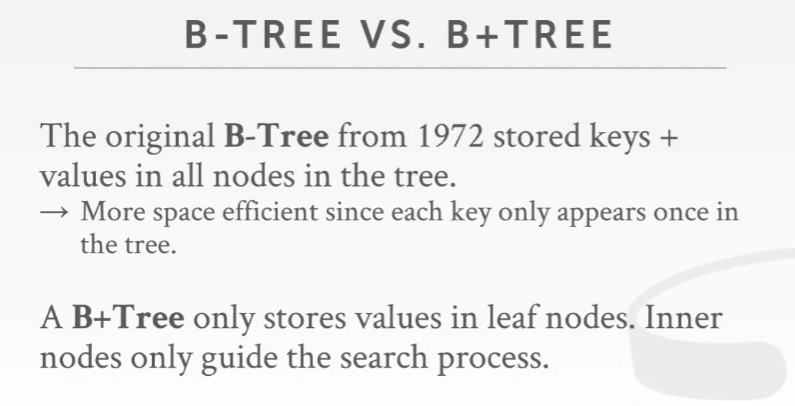 B-TREE VS. B+TREE
The original B-Tree from 1972 stored keys +
values in all nodes in the tree.
→ More space efficient since each key only appears once in
the tree.
A B+Tree only stores values in leaf nodes. Inner
nodes only guide the search process.